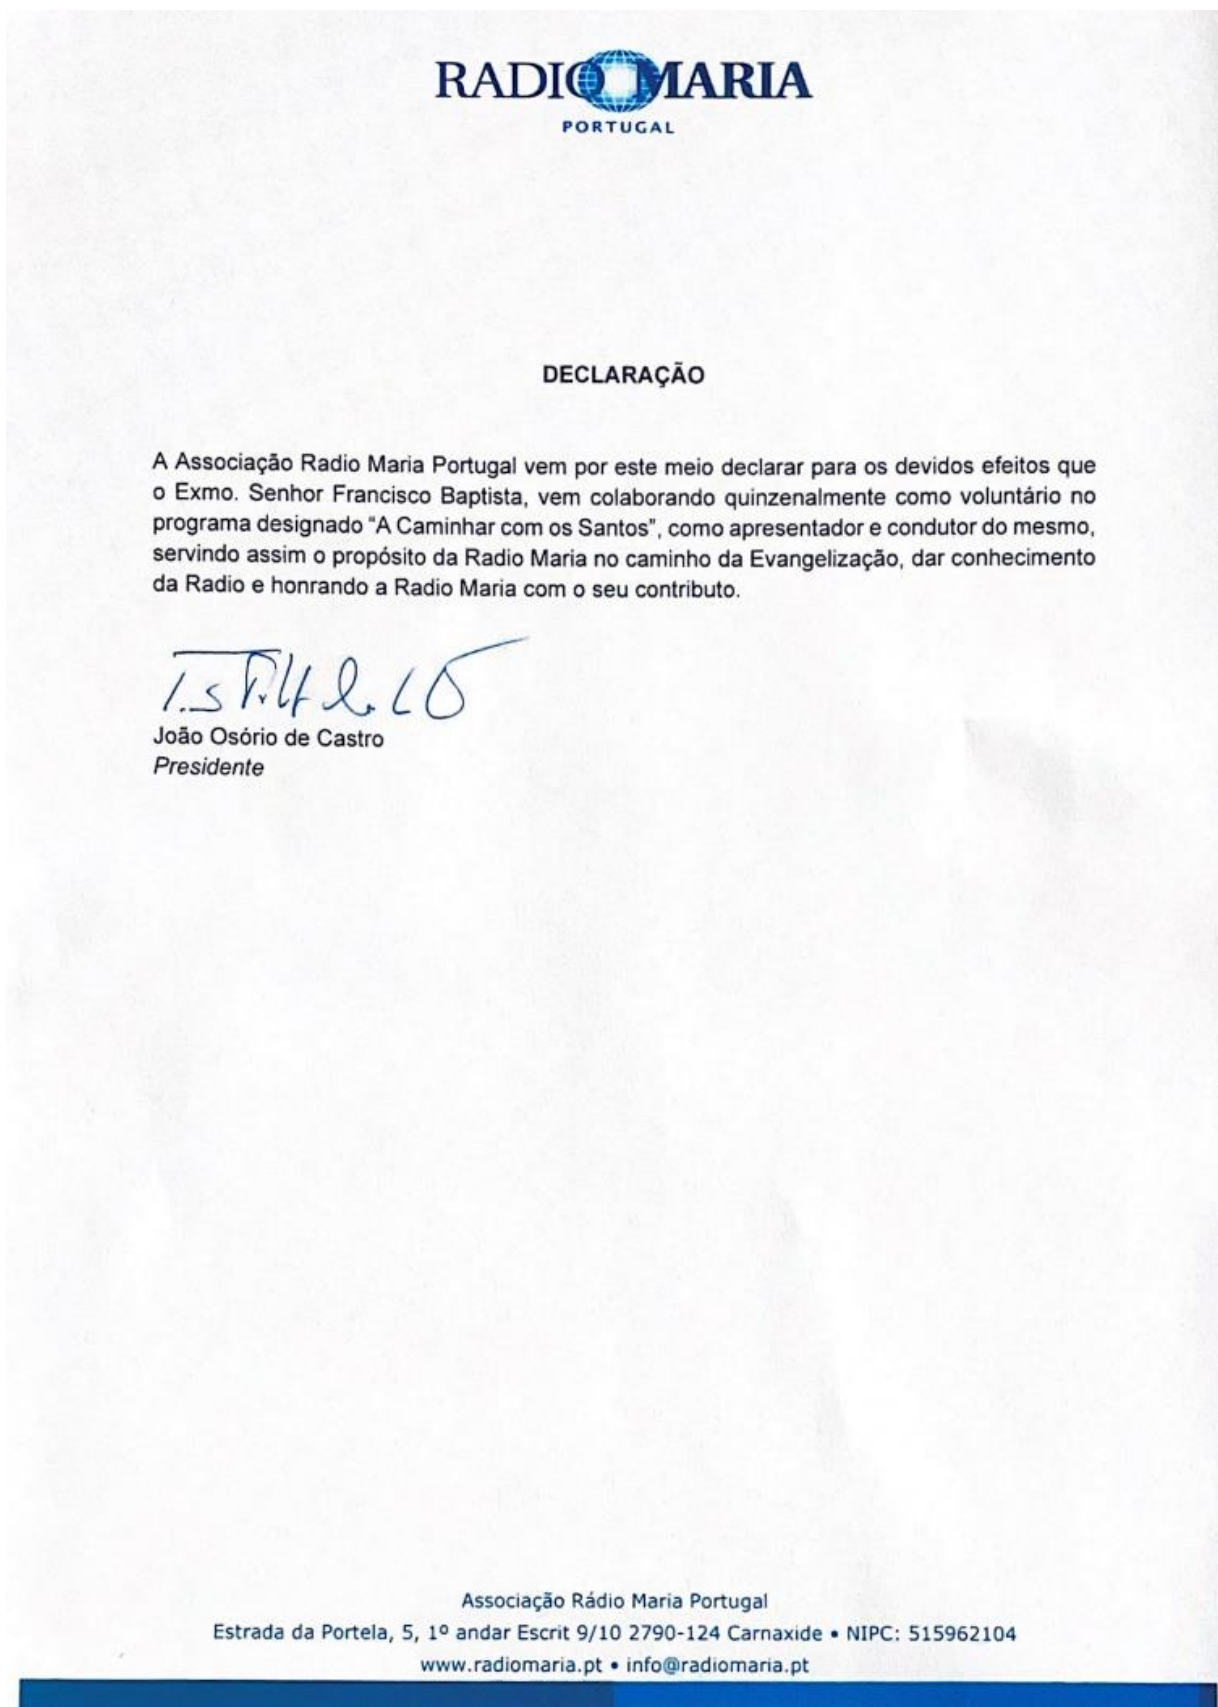 RADIO MARIA
PORTUGAL
DECLARAÇÃO
A Associação Radio Maria Portugal vem por este meio declarar para os devidos efeitos que
o Exmo. Senhor Francisco Baptista, vem colaborando quinzenalmente como voluntário no
programa designado “A Caminhar com os Santos”, como apresentador e condutor do mesmo,
servindo assim o propósito da Radio Maria no caminho da Evangelização, dar conhecimento
da Radio e honrando a Radio Maria com o seu contributo.
João Osório de Castro
Presidente
Associação Rádio Maria Portugal
Estrada da Portela, 5, 1º andar Escrit 9/10 2790-124 Carnaxide • NIPC: 515962104
www.radiomaria.pt • info@radiomaria.pt